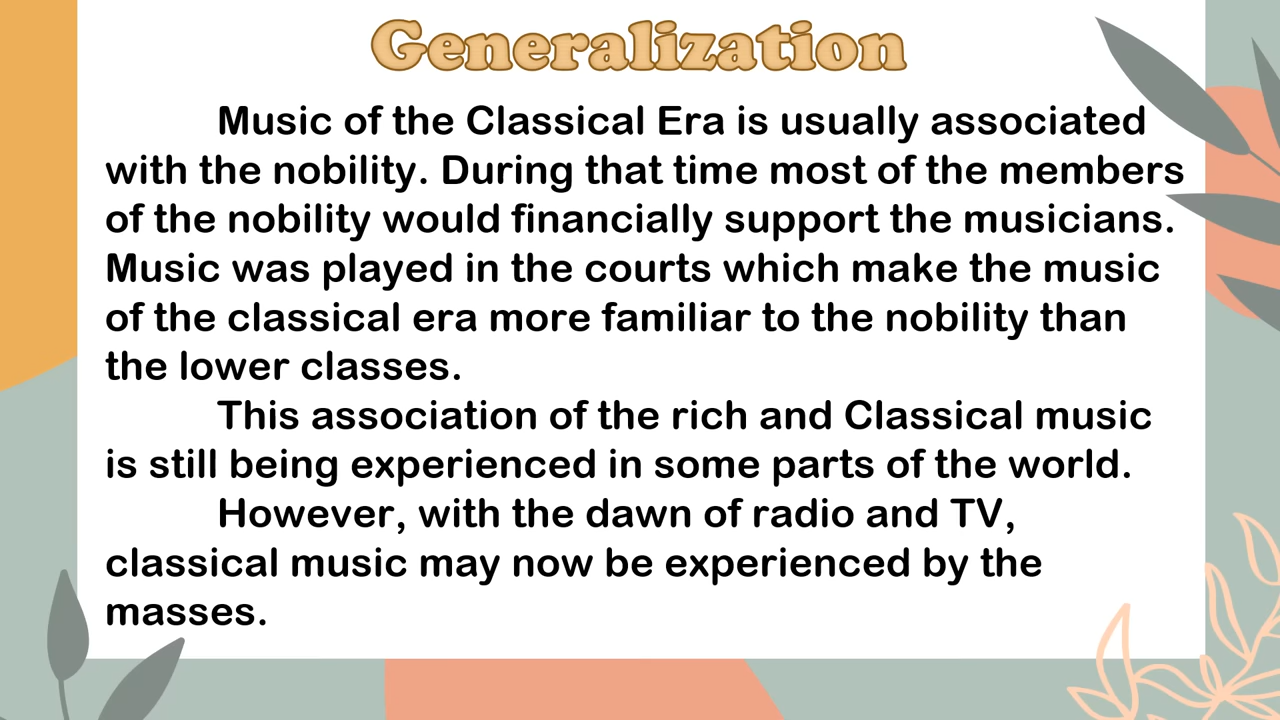 Generalization
Music of the Classical Era is usually associated
with the nobility. During that time most of the members
of the nobility would financially support the musicians.
Music was played in the courts which make the music
of the classical era more familiar to the nobility than
the lower classes.
This association of the rich and Classical music
is still being experienced in some parts of the world.
However, with the dawn of radio and TV,
classical music may now be experienced by the
masses.